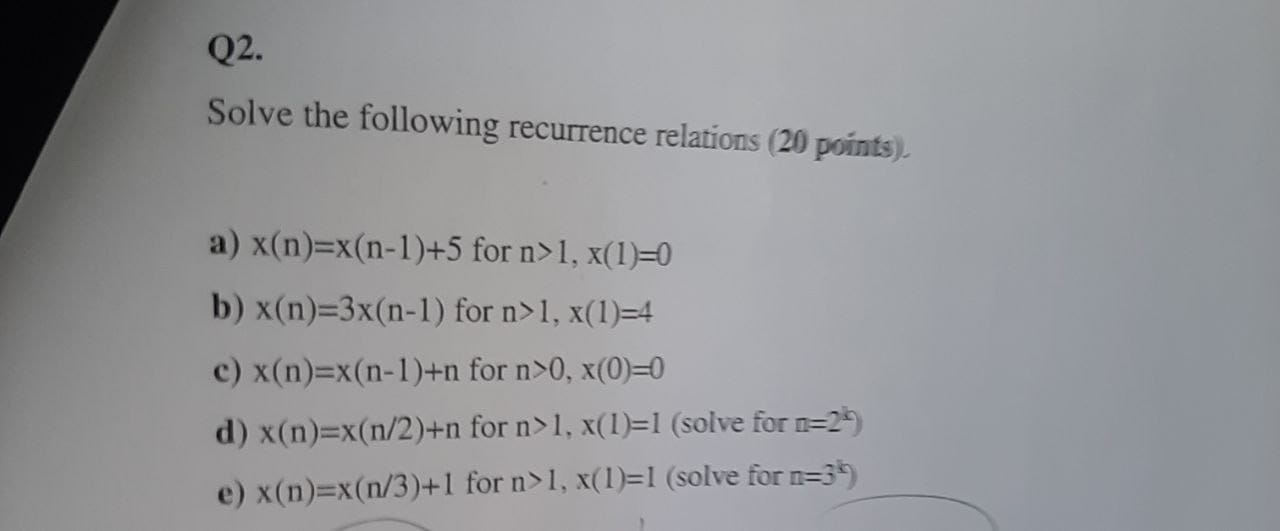 Q2.
Solve the following recurrence relations (20 points).
a) x(n)=x(n-1)+5 for n>1, x(1)=0
b) x(n)=3x(n-1) for n>1, x(1)=4
c) x(n)=x(n-1)+n for n>0, x(0)=0
d) x(n)=x(n/2)+n for n>1, x(1)=1 (solve for n=2ᵏ)
e) x(n)=x(n/3)+1 for n>1, x(1)=1 (solve for n=3ᵏ)